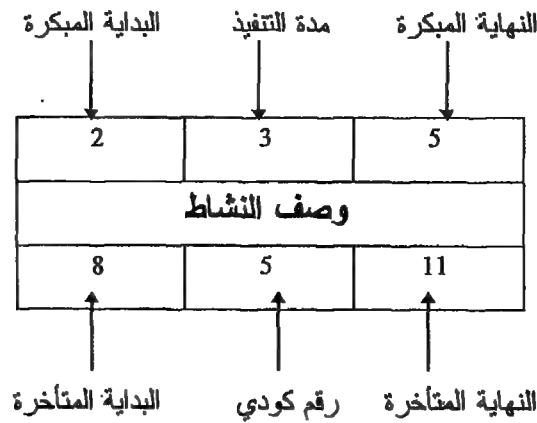 النهاية المبكرة مدة التنفيذ البداية المبكرة
2 3 5
وصف النشاط
8 5 11
النهاية المتأخرة رقم كودي البداية المتأخرة